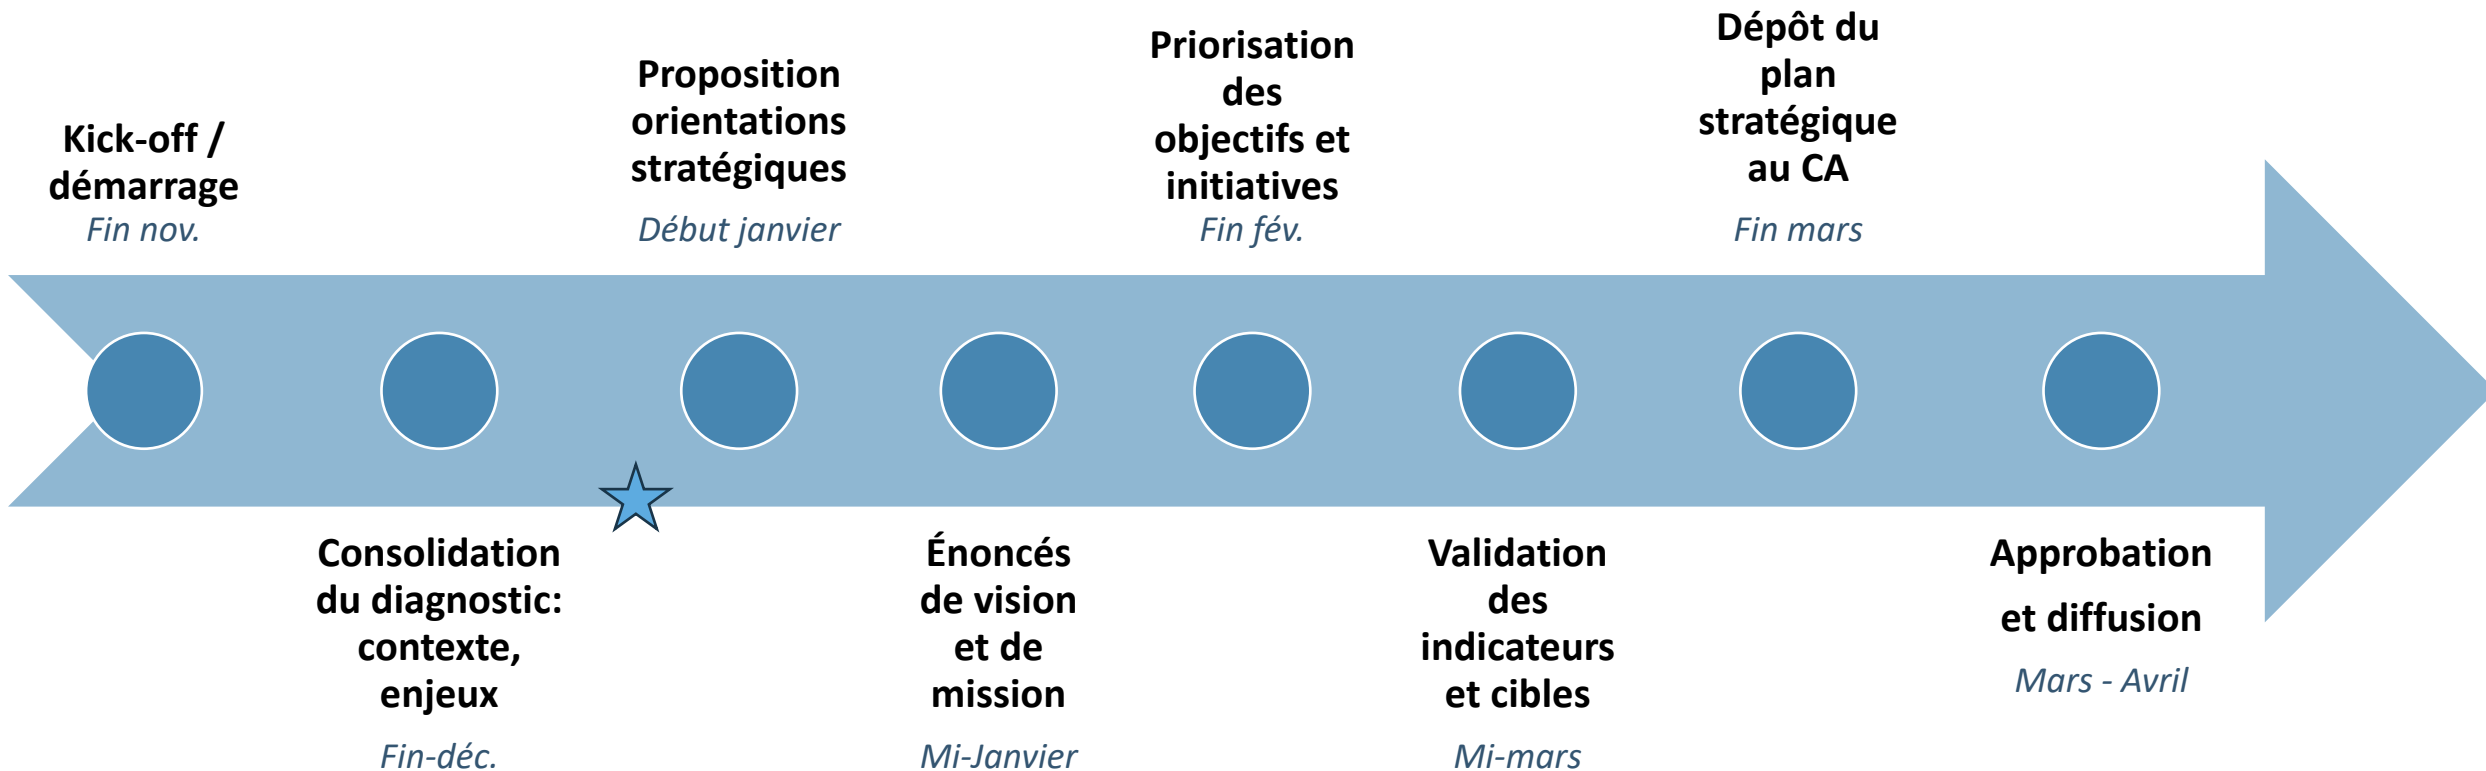 Kick-off /
démarrage
Fin nov.
Consolidation
du diagnostic:
contexte,
enjeux
Fin-déc.
Proposition
orientations
stratégiques
Début janvier
Énoncés
de vision
et de
mission
Mi-Janvier
Priorisation
des
objectifs et
initiatives
Fin fév.
Validation
des
indicateurs
et cibles
Mi-mars
Dépôt du
plan
stratégique
au CA
Fin mars
Approbation
et diffusion
Mars - Avril